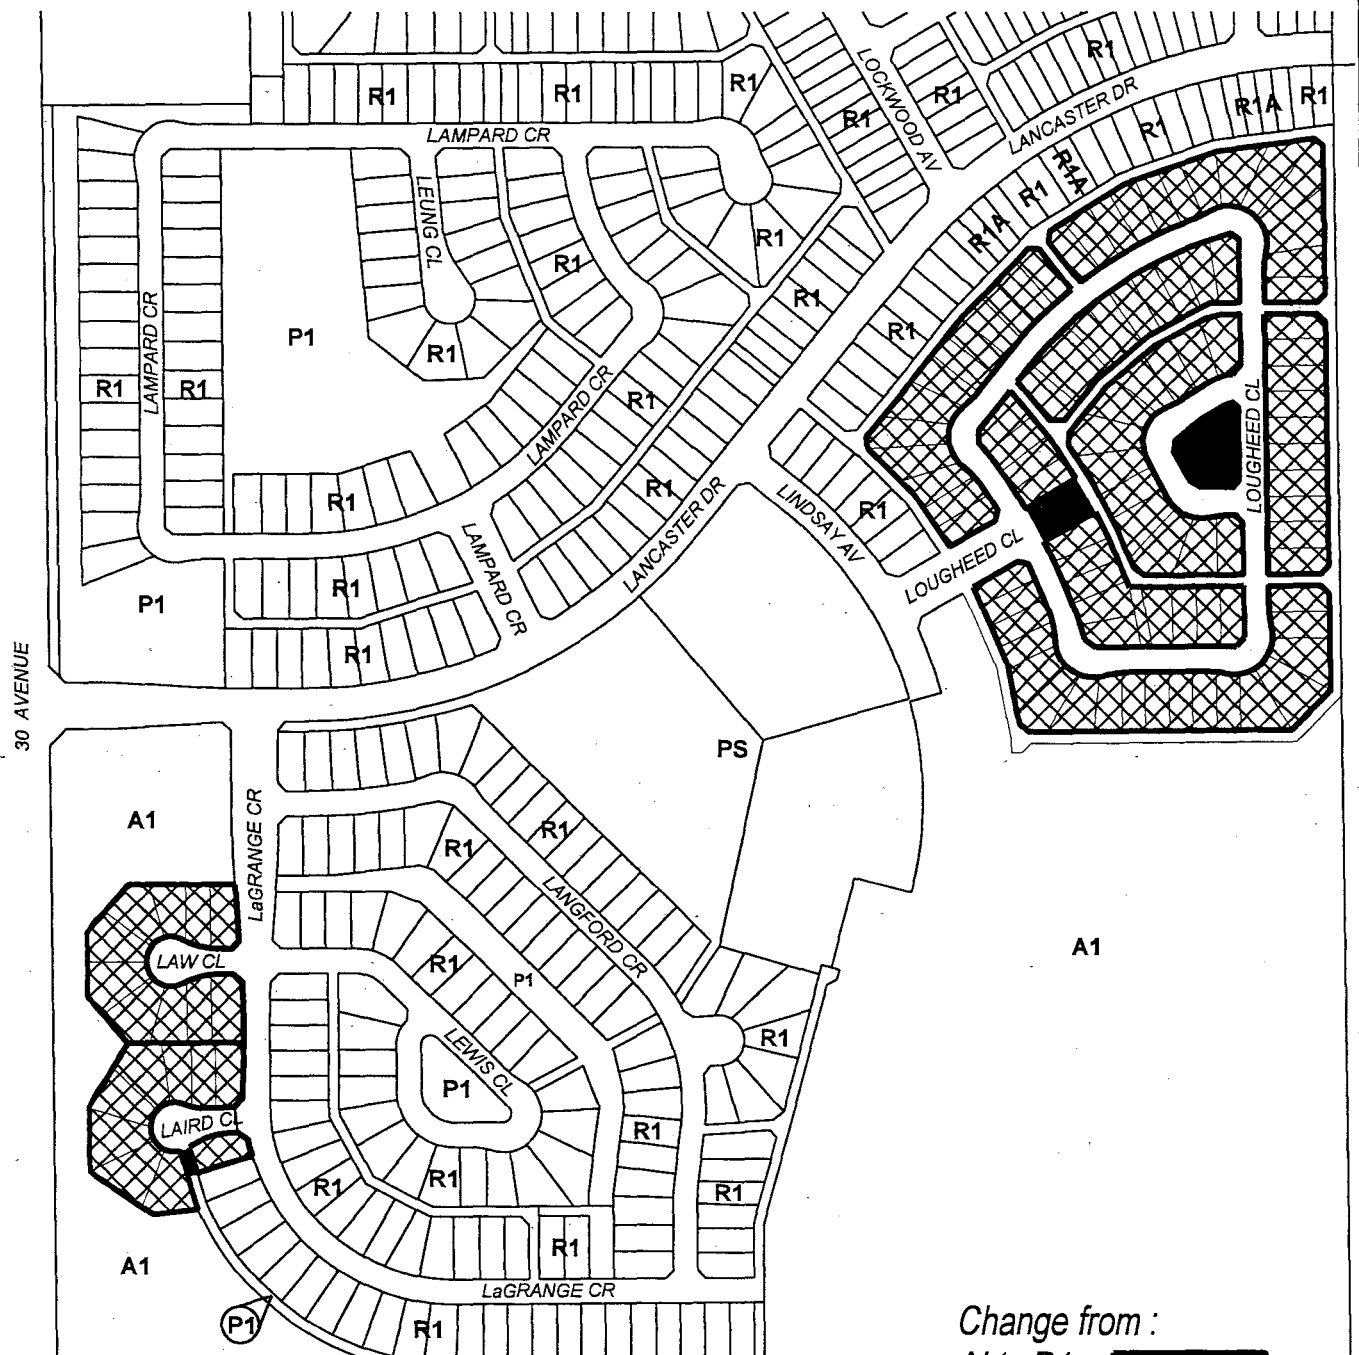 LOCKWOOD AV
R1
R1
R1
R1
R1
R1
LANCASTER DR
R1A
R1
R1
LAMPARD CR
R1A
R1
R1A
LEUNG CL
R1
R1
R1
R1
P1
R1
LAMPARD CR
R1
R1
R1
LAMPARD CR
LOUGHEED CL
R1
R1
LANCASTER DR
LINDSAY AV
R1
LAMPARD CR
LOUGHEED CL
R1
P1
R1
30 AVENUE
PS
A1
LaGRANGE CR
R1
R1
LANGFORD CR
A1
LAW CL
R1
P1
LEWIS CL
R1
P1
LAIRD CL
R1
R1
R1
R1
R1
A1
LaGRANGE CR
P1
R1
Change from :